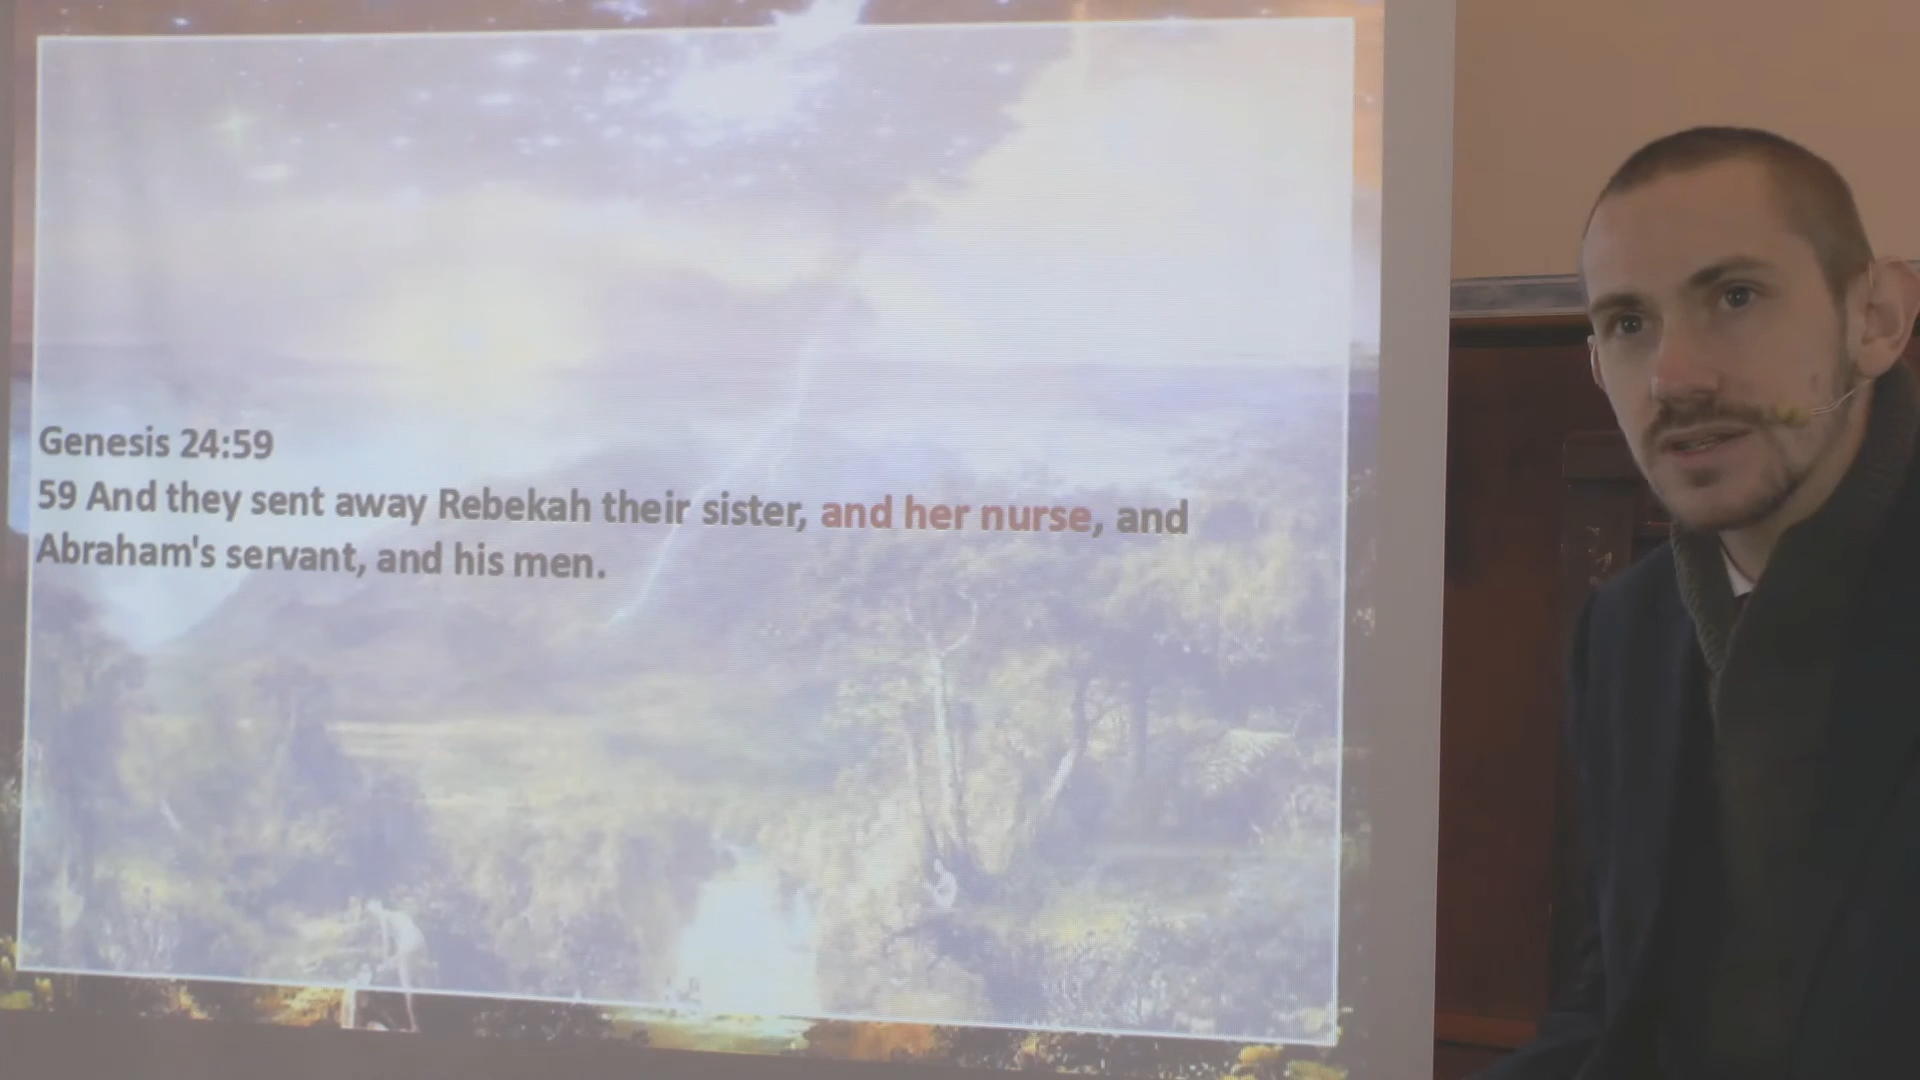 Genesis 24:59
59 And they sent away Rebekah their sister, and her nurse, and
Abraham's servant, and his men.